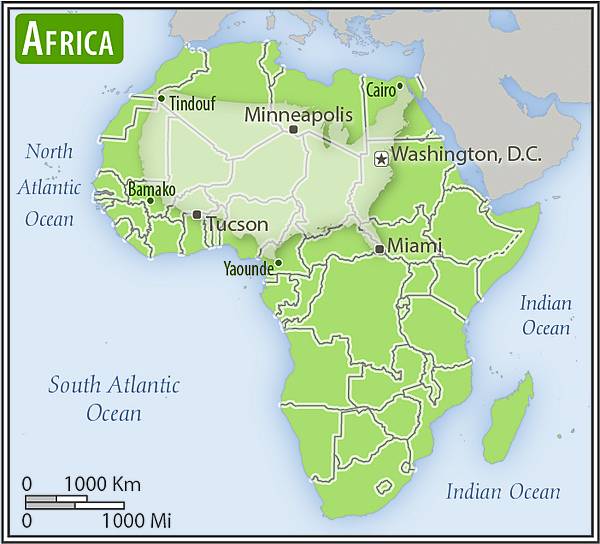 AFRICA
Cairo
Tindouf
Minneapolis
Washington, D.C.
North
Atlantic
Ocean
Bamako
Tucson
Miami
Yaounde
Indian
Ocean
South Atlantic
Ocean
0 1000 Km
0 1000 Mi
Indian Ocean